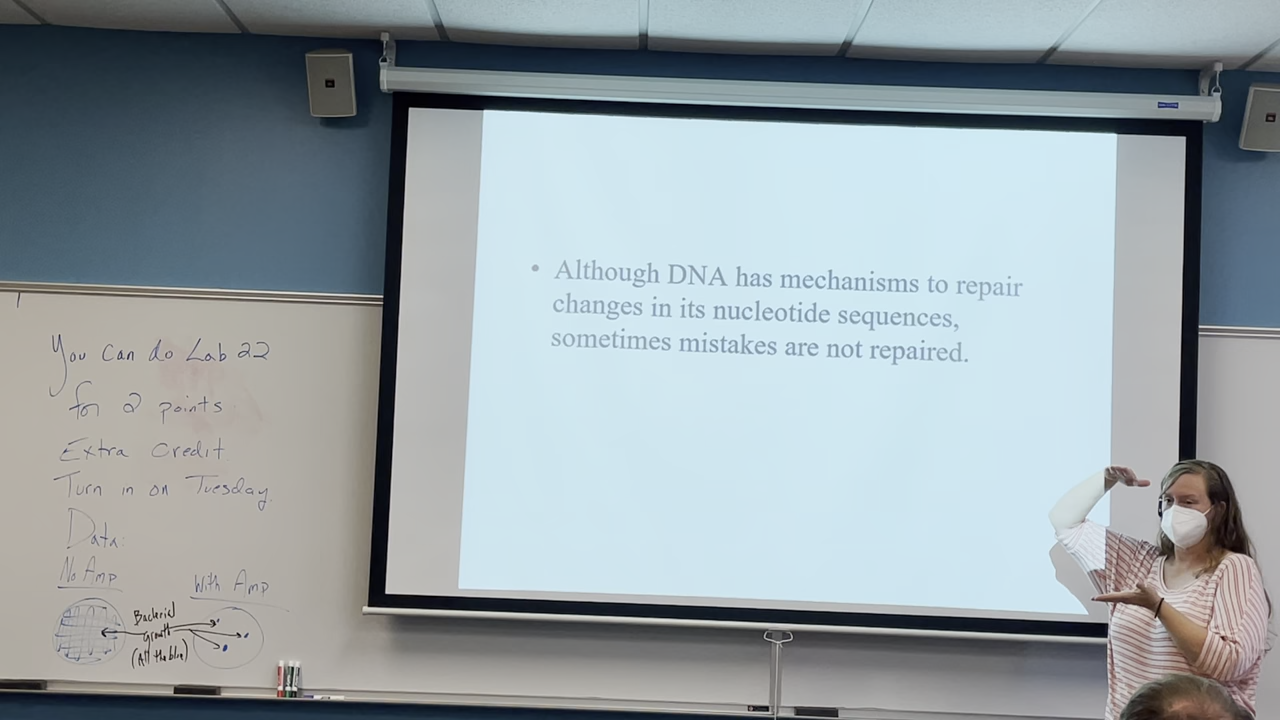 • Although DNA has mechanisms to repair
changes in its nucleotide sequences,
sometimes mistakes are not repaired.
You can do Lab 22
for 2 points
Extra Credit
Turn in on Tuesday.
Data:
No Amp
With Amp
Bacterial
Growth
(All the blue)